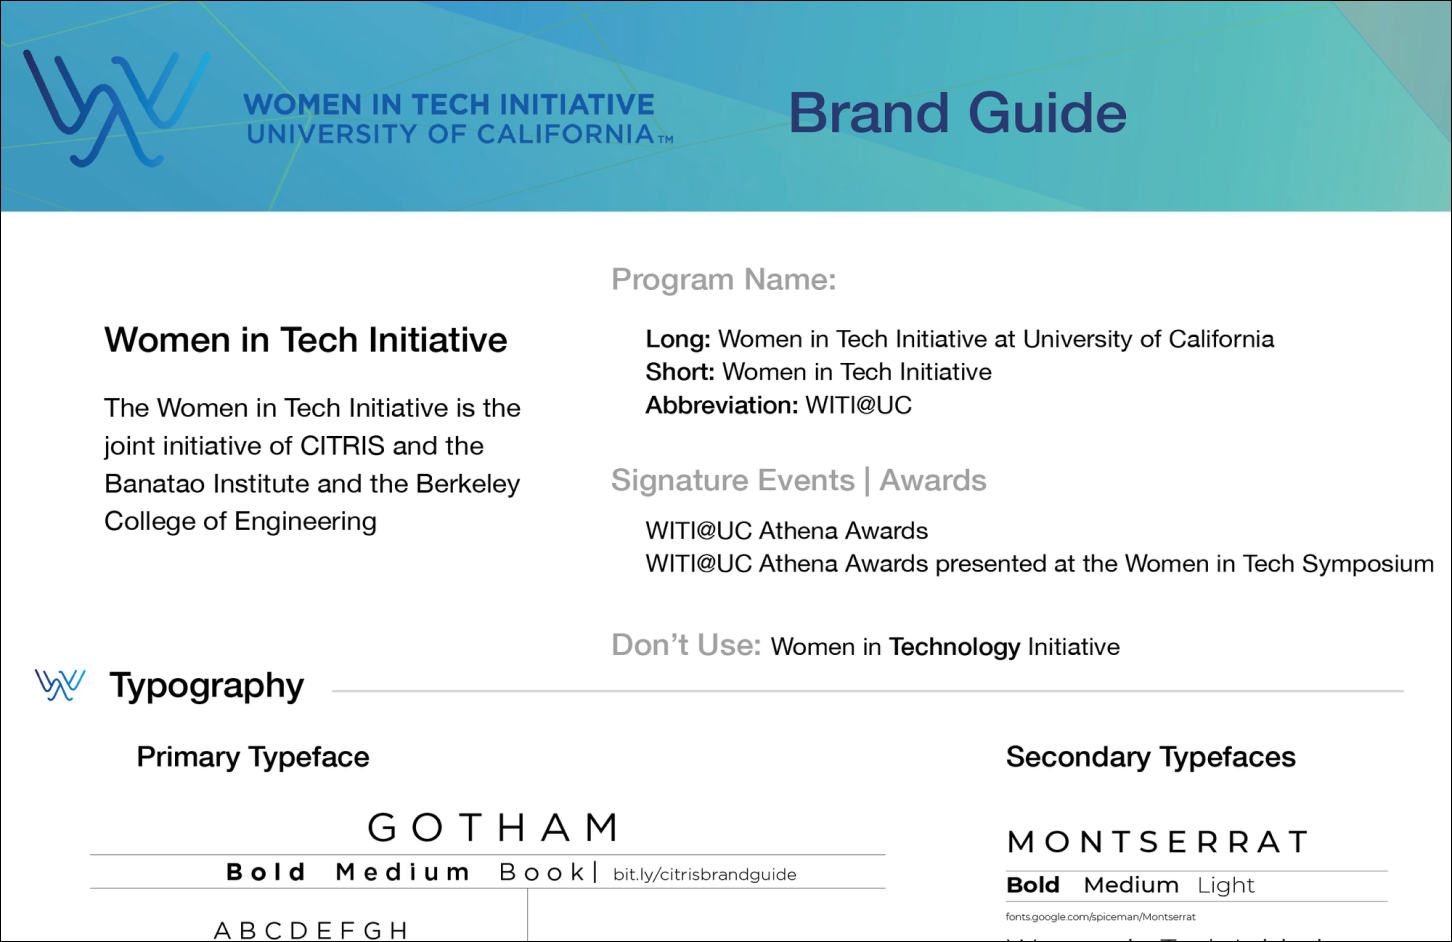 WOMEN IN TECH INITIATIVE
UNIVERSITY OF CALIFORNIA™
Brand Guide
Women in Tech Initiative
The Women in Tech Initiative is the
joint initiative of CITRIS and the
Banatao Institute and the Berkeley
College of Engineering
Program Name:
Long: Women in Tech Initiative at University of California
Short: Women in Tech Initiative
Abbreviation: WITI@UC
Signature Events | Awards
WITI@UC Athena Awards
WITI@UC Athena Awards presented at the Women in Tech Symposium
Don’t Use: Women in Technology Initiative
Typography
Primary Typeface
GOTHAM
Bold Medium Book| bit.ly/citrisbrandguide
ABCDEFGH
Secondary Typefaces
MONTSERRAT
Bold Medium Light
fonts.google.com/spiceman/Montserrat